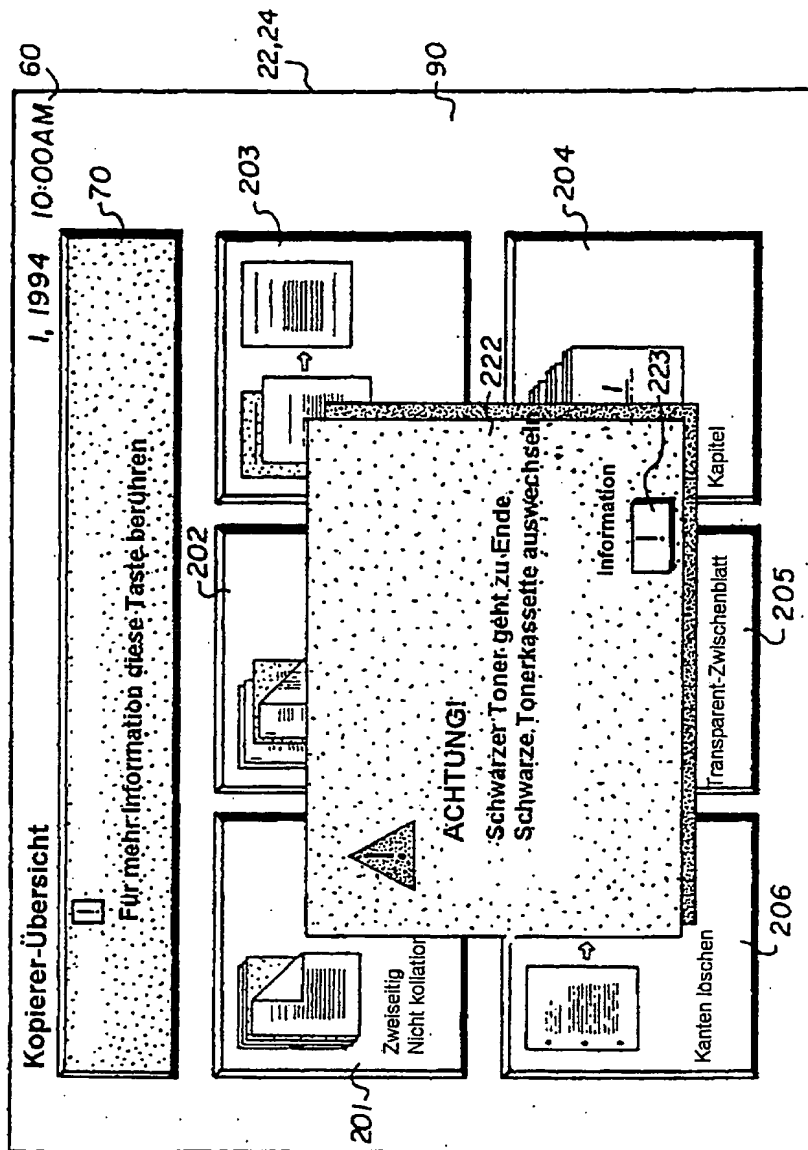 Kopierer-Übersicht
1, 1994 10:00AM
60
!
Für mehr Information diese Taste berühren
70
22,24
90
201
202
203
Zweiseitig
Nicht kollation
222
!
ACHTUNG!
Schwarzer Toner geht zu Ende.
Schwarze Tonerkassette auswechseln
Information
!
223
204
Kapitel
Transparent-Zwischenblatt
205
Kanten löschen
206